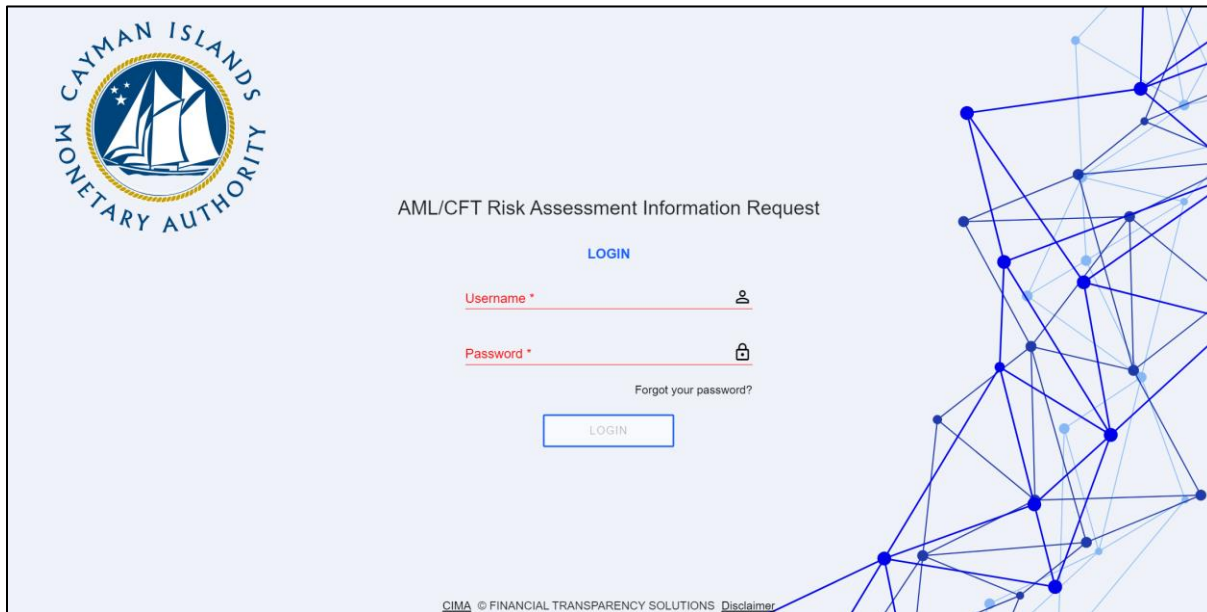 CAYMAN ISLANDS
MONETARY AUTHORITY
AML/CFT Risk Assessment Information Request
LOGIN
Username *
Password *
Forgot your password?
LOGIN
CIMA © FINANCIAL TRANSPARENCY SOLUTIONS Disclaimer